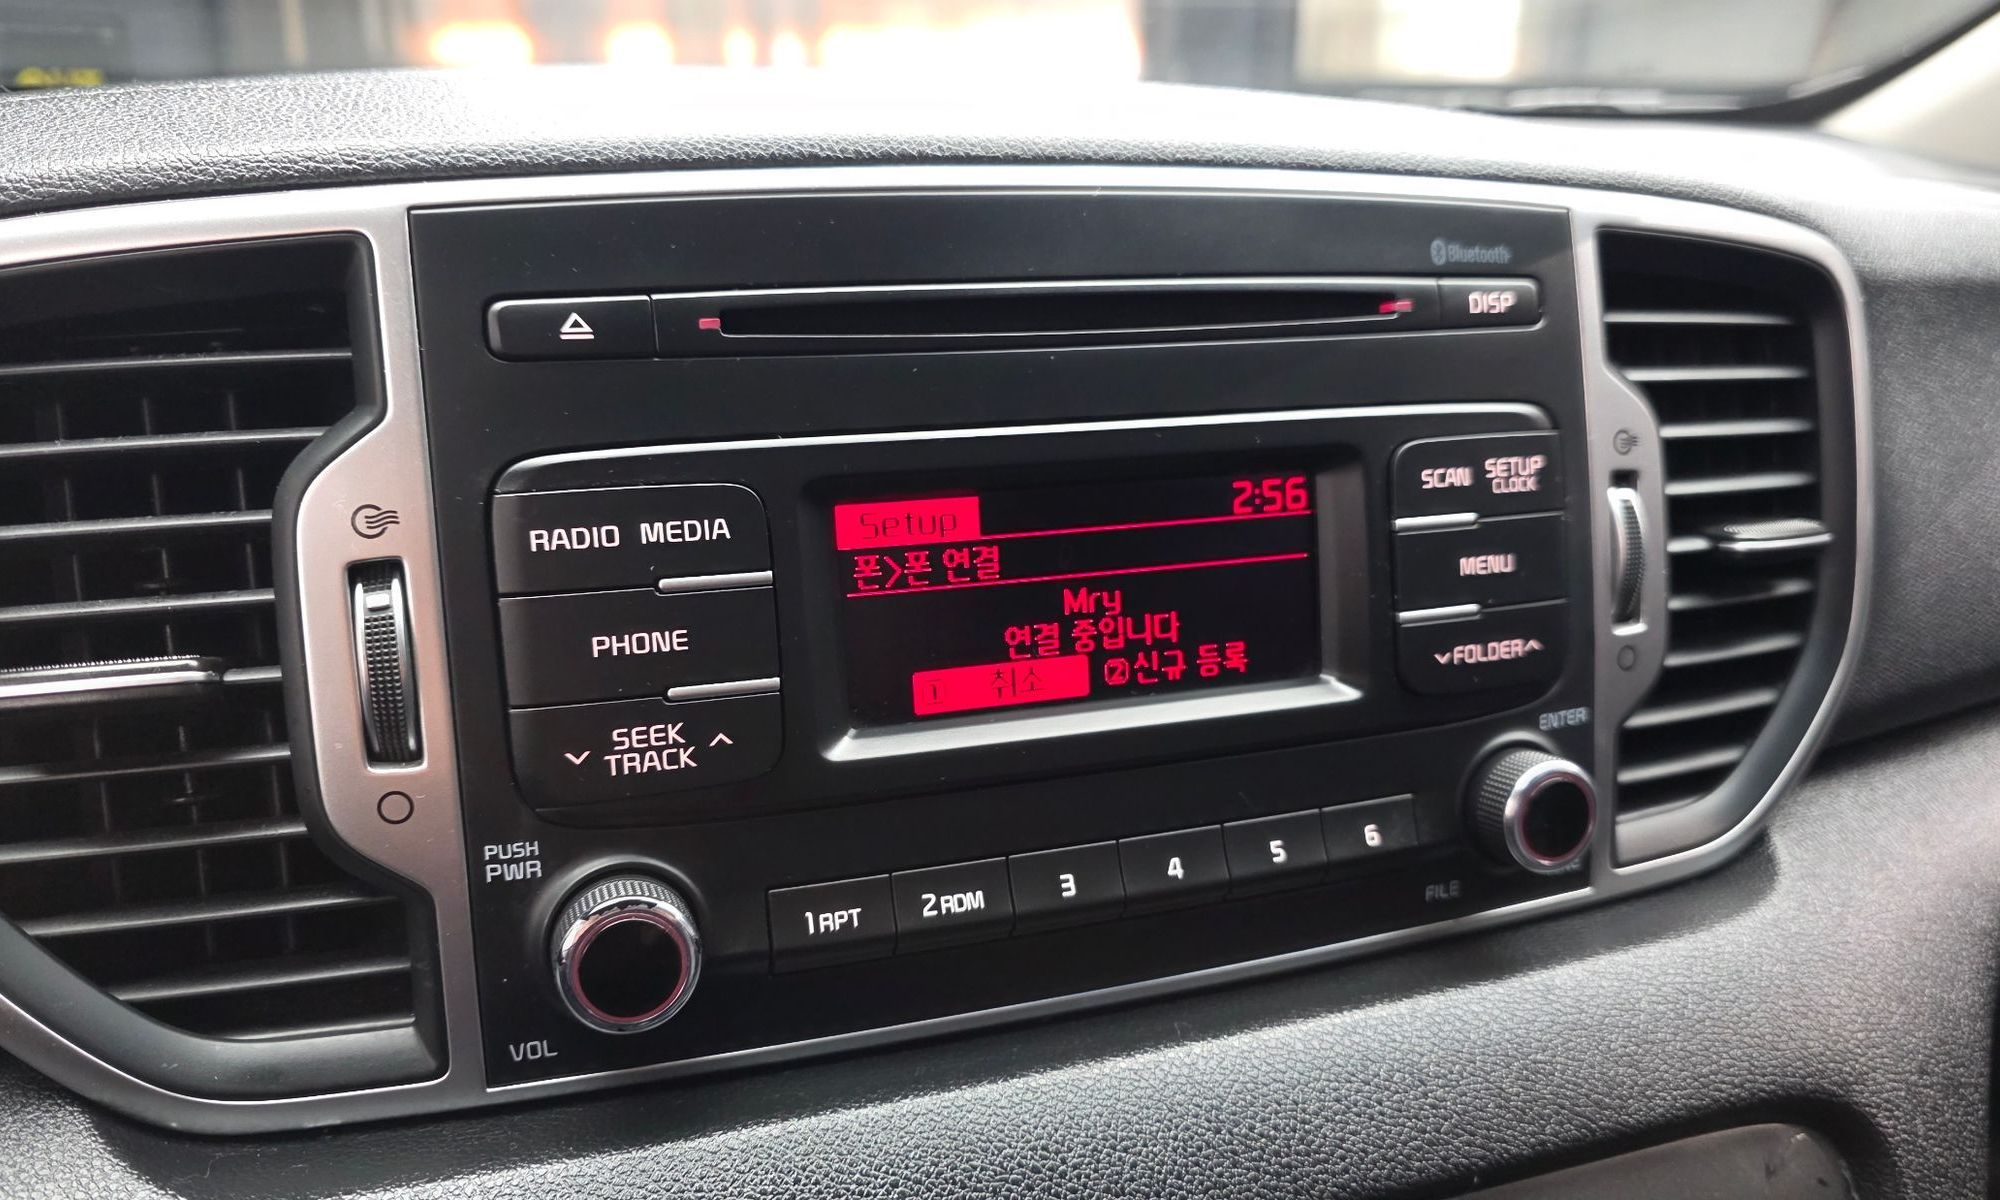 Bluetooth
DISP
RADIO MEDIA
PHONE
SEEK
TRACK
Setup 2:56
폰>폰 연결
Mry
연결 중입니다
1 취소 2 신규 등록
SCAN SETUP
CLOCK
MENU
FOLDER
ENTER
PUSH
PWR
VOL
1 RPT 2 RDM 3 4 5 6
FILE